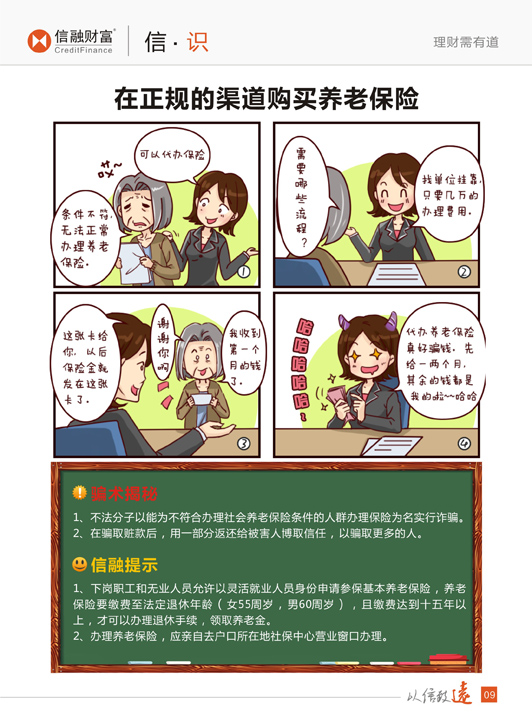 信融财富®
CreditFinance
信·识
理财需有道
在正规的渠道购买养老保险
可以代办保险
哎~
条件不符，
无法正常
办理养老
保险。
①
需要哪些流程？
找单位挂靠，
只要几万的
办理费用。
②
这张卡给
你，以后
保险金就
发在这张
卡了。
谢谢你啊
我收到
第一个
月的钱
了。
③
哈哈哈哈哈~
代办养老保险
真好骗钱，先
给一两个月，
其余的钱都是
我的啦~~哈哈
④
骗术揭秘
1、不法分子以能为不符合办理社会养老保险条件的人群办理保险为名实行诈骗。
2、在骗取赃款后，用一部分返还给被害人博取信任，以骗取更多的人。
信融提示
1、下岗职工和无业人员允许以灵活就业人员身份申请参保基本养老保险，养老
保险要缴费至法定退休年龄（女55周岁，男60周岁），且缴费达到十五年以
上，才可以办理退休手续，领取养老金。
2、办理养老保险，应亲自去户口所在地社保中心营业窗口办理。
以信致远
09